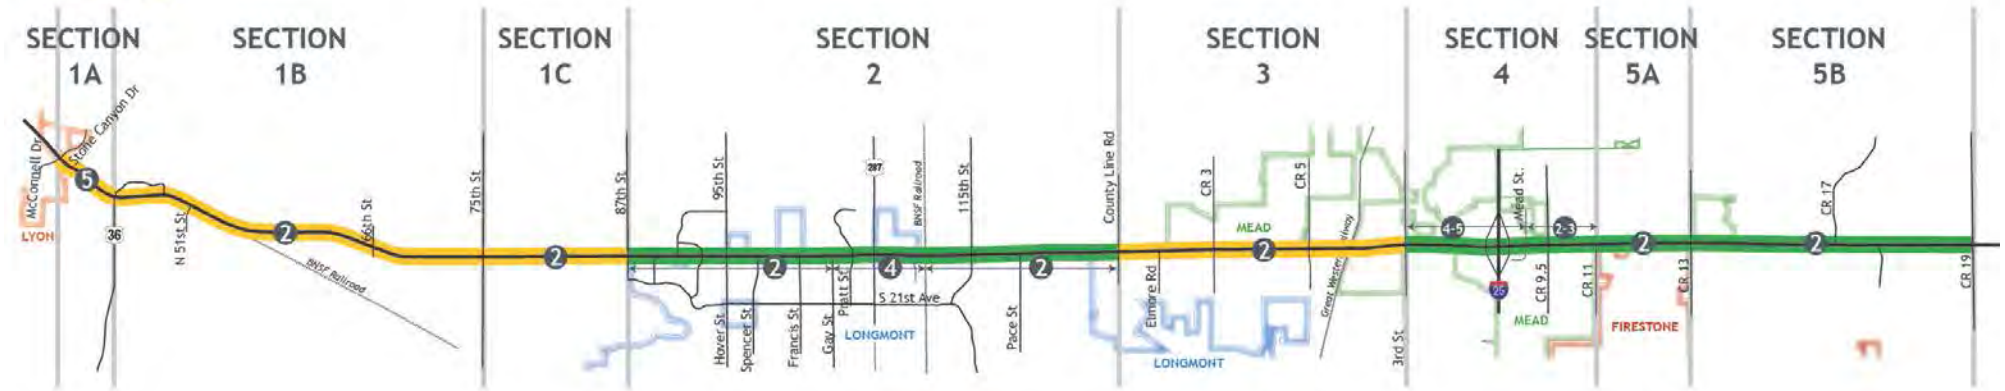 SECTION
1A
SECTION
1B
SECTION
1C
SECTION
2
SECTION
3
SECTION
4
SECTION
5A
SECTION
5B
McConnell Dr
Stone Canyon Dr
LYON
5
36
N 51st St
2
BNSF Railroad
66th St
75th St
2
87th St
95th St
287
BNSF Railroad
115th St
County Line Rd
2
4
2
Pratt St
S 21st Ave
Hover St
Spencer St
Francis St
Gay St
LONGMONT
Pace St
CR 3
CR 5
MEAD
2
Elmore Rd
LONGMONT
3rd St
4-5
Mead St.
2-3
25
CR 9.5
CR 11
MEAD
2
FIRESTONE
CR 13
CR 17
2
CR 19